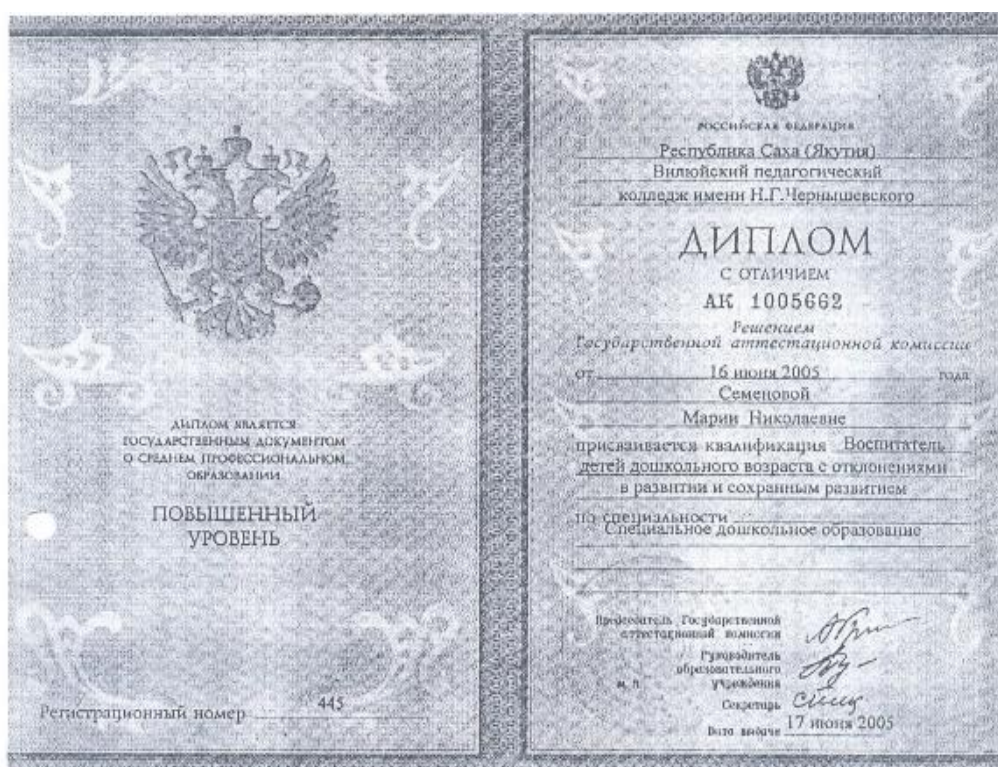 ДИПЛОМ ЯВЛЯЕТСЯ
ГОСУДАРСТВЕННЫМ ДОКУМЕНТОМ
О СРЕДНЕМ ПРОФЕССИОНАЛЬНОМ
ОБРАЗОВАНИИ
ПОВЫШЕННЫЙ
УРОВЕНЬ
Регистрационный номер 445
РОССИЙСКАЯ ФЕДЕРАЦИЯ
Республика Саха (Якутия)
Вилюйский педагогический
колледж имени Н.Г.Чернышевского
ДИПЛОМ
С ОТЛИЧИЕМ
АК 1005662
Решением
Государственной аттестационной комиссии
от 16 июня 2005 года
Семеновой
Марии Николаевне
присваивается квалификация Воспитатель
детей дошкольного возраста с отклонениями
в развитии и сохранным развитием
по специальности
Специальное дошкольное образование
Председатель Государственной
аттестационной комиссии
Руководитель
образовательного
м. п. учреждения
Секретарь
Дата выдачи 17 июня 2005